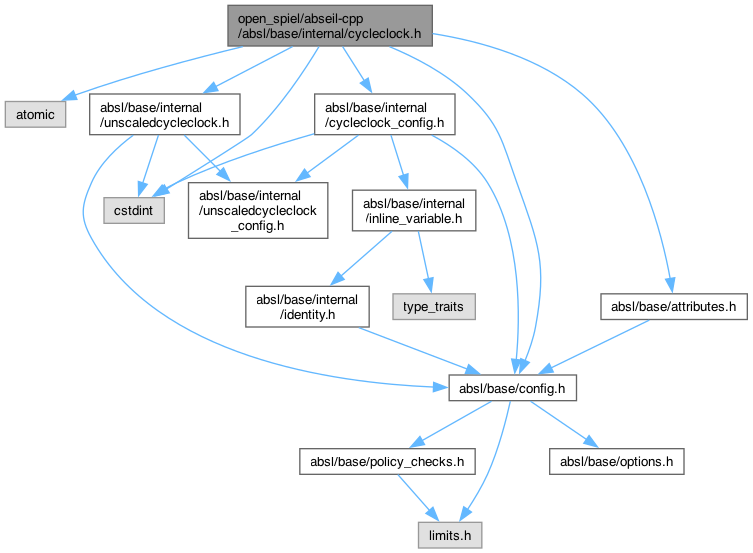 open_spiel/abseil-cpp
/absl/base/internal/cycleclock.h
atomic
absl/base/internal
/unscaledcycleclock.h
absl/base/internal
/cycleclock_config.h
cstdint
absl/base/internal
/unscaledcycleclock
_config.h
absl/base/internal
/inline_variable.h
absl/base/internal
/identity.h
type_traits
absl/base/attributes.h
absl/base/config.h
absl/base/policy_checks.h
absl/base/options.h
limits.h